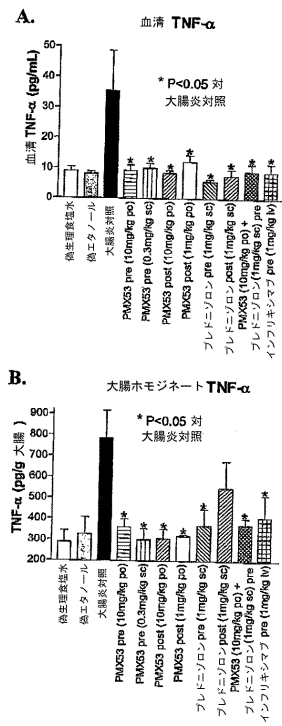 A.
血清 TNF-α
血清 TNF-α (pg/mL)
50
40
30
20
10
0
* P<0.05 対
大腸炎対照
* * * * * * * *
偽生理食塩水
偽エタノール
大腸炎対照
PMX53 pre (10mg/kg po)
PMX53 pre (0.3mg/kg sc)
PMX53 post (10mg/kg po)
PMX53 post (1mg/kg po)
プレドニゾロン pre (1mg/kg sc)
プレドニゾロン post (1mg/kg sc)
PMX53 (10mg/kg po) +
プレドニゾロン (1mg/kg sc) pre
インフリキシマブ pre (1mg/kg iv)
B.
大腸ホモジネート TNF-α
TNF-α (pg/g 大腸)
900
800
700
600
500
400
300
200
* P<0.05 対
大腸炎対照
* * * * * * *
偽生理食塩水
偽エタノール
大腸炎対照
PMX53 pre (10mg/kg po)
PMX53 pre (0.3mg/kg sc)
PMX53 post (10mg/kg po)
PMX53 post (1mg/kg po)
プレドニゾロン pre (1mg/kg sc)
プレドニゾロン post (1mg/kg sc)
PMX53 (10mg/kg po) +
プレドニゾロン (1mg/kg sc) pre
インフリキシマブ pre (1mg/kg iv)